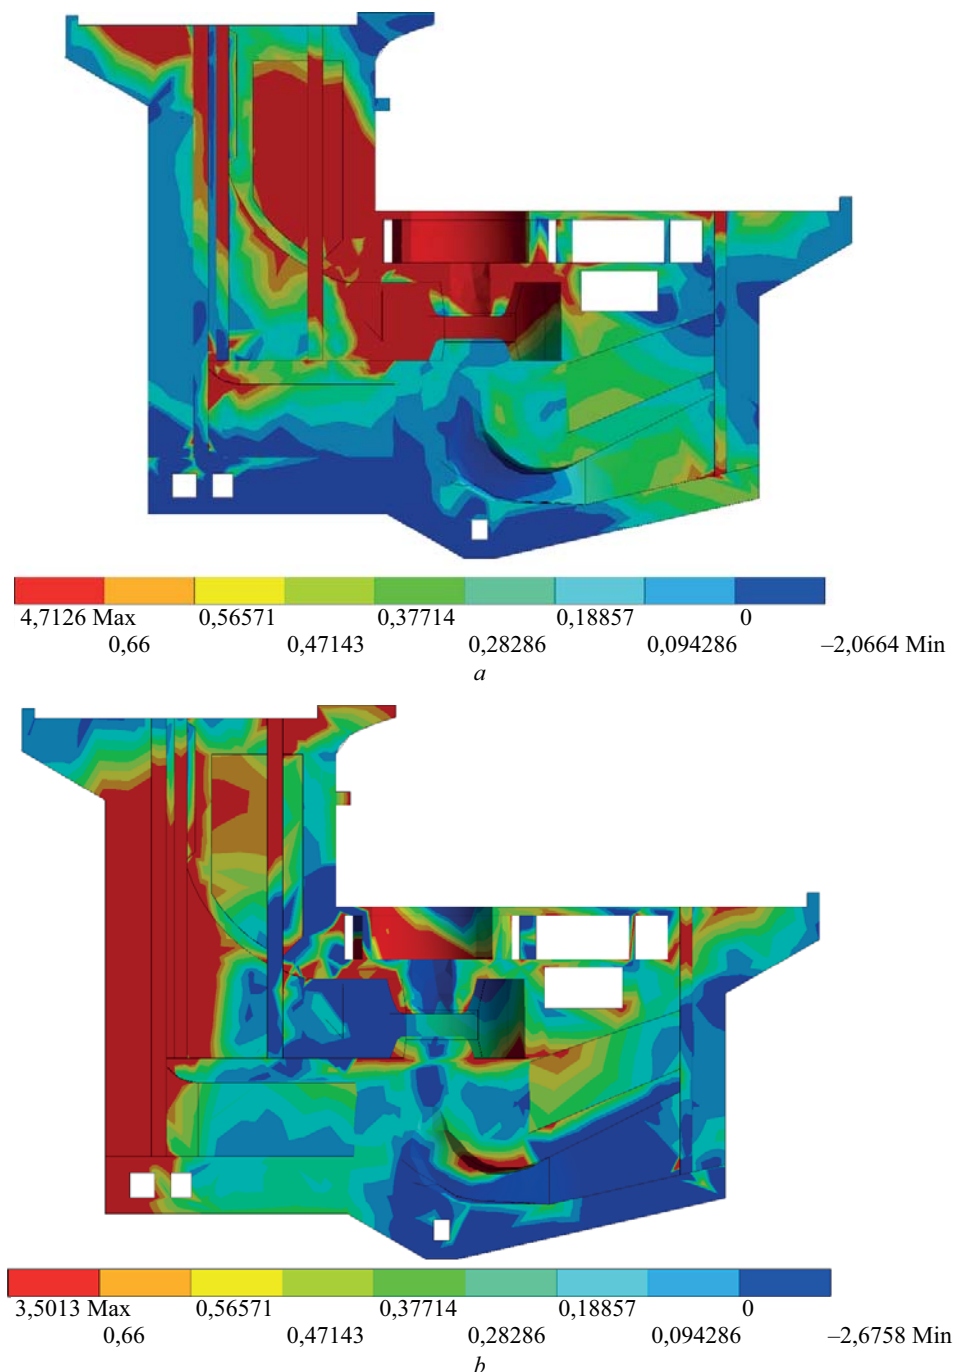 4,7126 Max 0,56571 0,37714 0,18857 0
0,66 0,47143 0,28286 0,094286 –2,0664 Min
a
3,5013 Max 0,56571 0,37714 0,18857 0
0,66 0,47143 0,28286 0,094286 –2,6758 Min
b